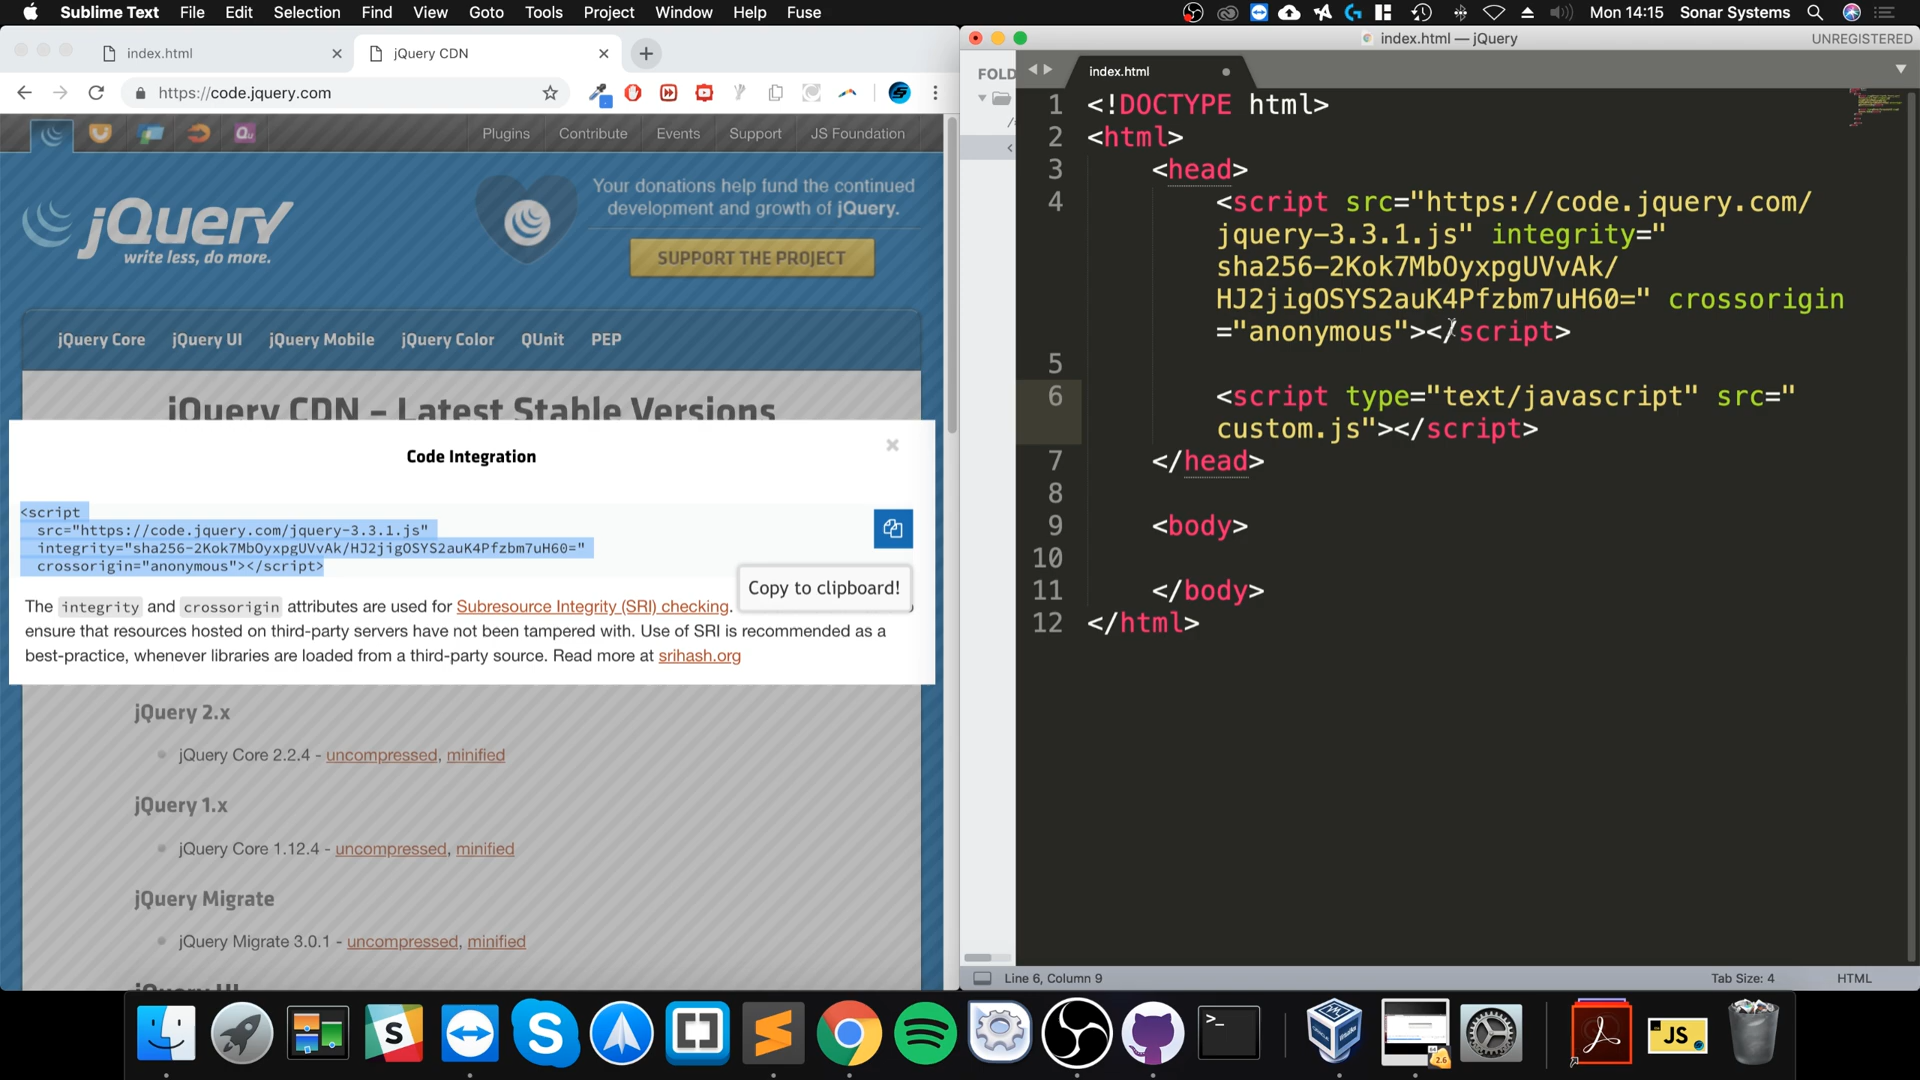 Sublime Text File Edit Selection Find View Goto Tools Project Window Help Fuse Mon 14:15 Sonar Systems
index.html
jQuery CDN
https://code.jquery.com
Plugins Contribute Events Support JS Foundation
jQuery
write less, do more.
Your donations help fund the continued
development and growth of jQuery.
SUPPORT THE PROJECT
jQuery Core jQuery UI jQuery Mobile jQuery Color QUnit PEP
jQuery CDN – Latest Stable Versions
Code Integration
<script
src="https://code.jquery.com/jquery-3.3.1.js"
integrity="sha256-2Kok7MbOyxpgUVvAk/HJ2jigOSYS2auK4Pfzbm7uH60="
crossorigin="anonymous"></script>
Copy to clipboard!
The integrity and crossorigin attributes are used for Subresource Integrity (SRI) checking.
ensure that resources hosted on third-party servers have not been tampered with. Use of SRI is recommended as a
best-practice, whenever libraries are loaded from a third-party source. Read more at srihash.org
jQuery 2.x
jQuery Core 2.2.4 - uncompressed, minified
jQuery 1.x
jQuery Core 1.12.4 - uncompressed, minified
jQuery Migrate
jQuery Migrate 3.0.1 - uncompressed, minified
jQuery UI
index.html — jQuery
UNREGISTERED
FOLD
index.html
1 <!DOCTYPE html>
2 <html>
3 <head>
4 <script src="https://code.jquery.com/
jquery-3.3.1.js" integrity="
sha256-2Kok7MbOyxpgUVvAk/
HJ2jigOSYS2auK4Pfzbm7uH60=" crossorigin
="anonymous"></script>
5
6 <script type="text/javascript" src="
custom.js"></script>
7 </head>
8
9 <body>
10
11 </body>
12 </html>
Line 6, Column 9
Tab Size: 4
HTML
2.6
JS